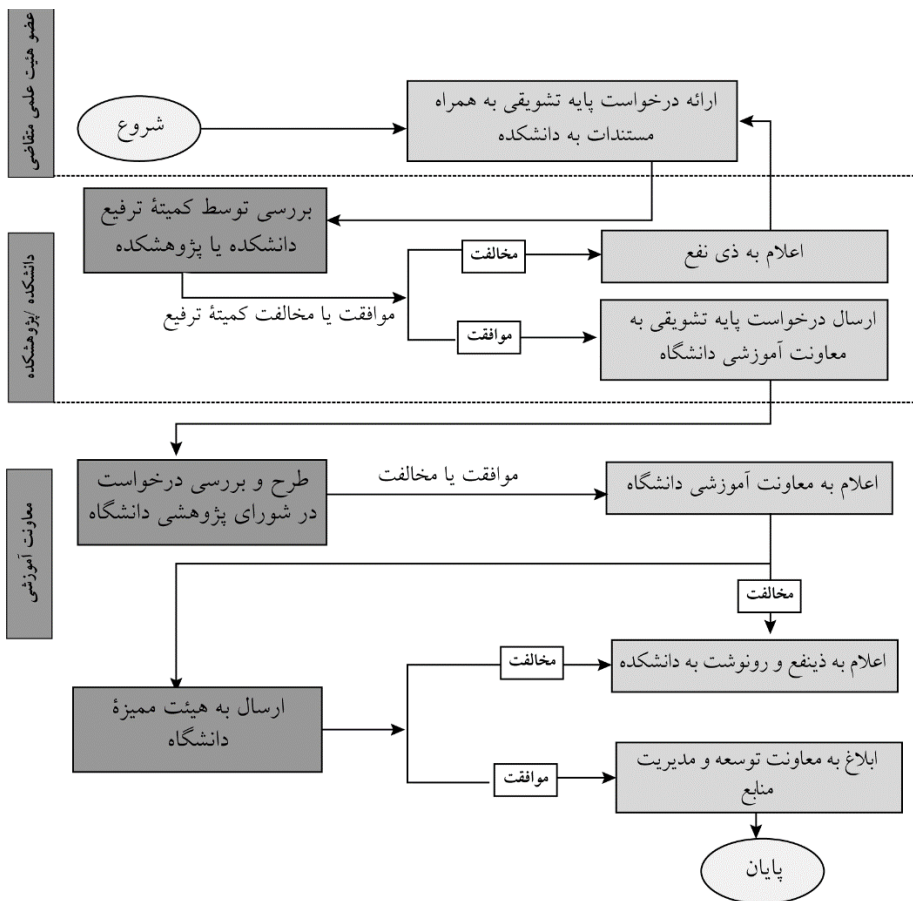 عضو هئیت علمی متقاضی
شروع
ارائه درخواست پایه تشویقی به همراه
مستندات به دانشکده
دانشکده /پژوهشکده
بررسی توسط کمیتۀ ترفیع
دانشکده یا پژوهشکده
مخالفت
اعلام به ذی نفع
موافقت یا مخالفت کمیتۀ ترفیع
موافقت
ارسال درخواست پایه تشویقی به
معاونت آموزشی دانشگاه
معاونت آموزشی
طرح و بررسی درخواست
در شورای پژوهشی دانشگاه
موافقت یا مخالفت
اعلام به معاونت آموزشی دانشگاه
مخالفت
مخالفت
اعلام به ذینفع و رونوشت به دانشکده
ارسال به هیئت ممیزۀ
دانشگاه
موافقت
ابلاغ به معاونت توسعه و مدیریت
منابع
پایان